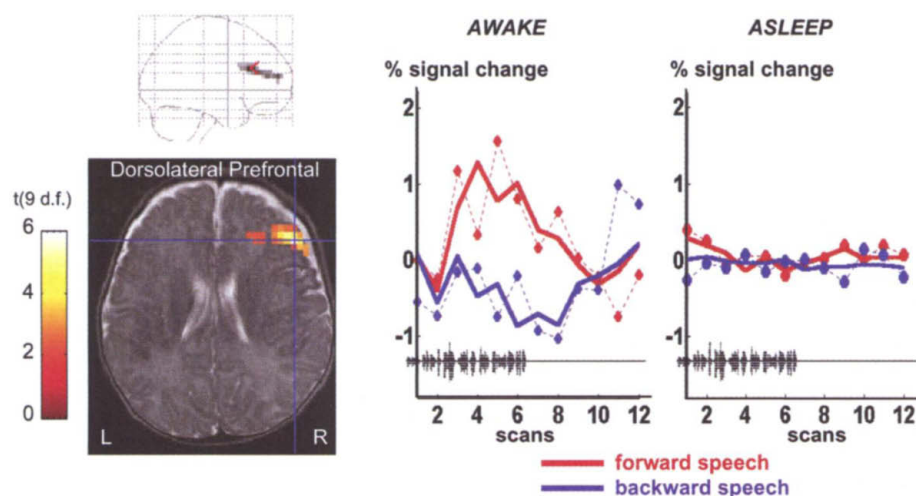 AWAKE
ASLEEP
% signal change
% signal change
Dorsolateral Prefrontal
t(9 d.f.)
6
4
2
0
L
R
2
1
0
-1
2
4
6
8
10
12
scans
2
1
0
-1
2
4
6
8
10
12
scans
forward speech
backward speech